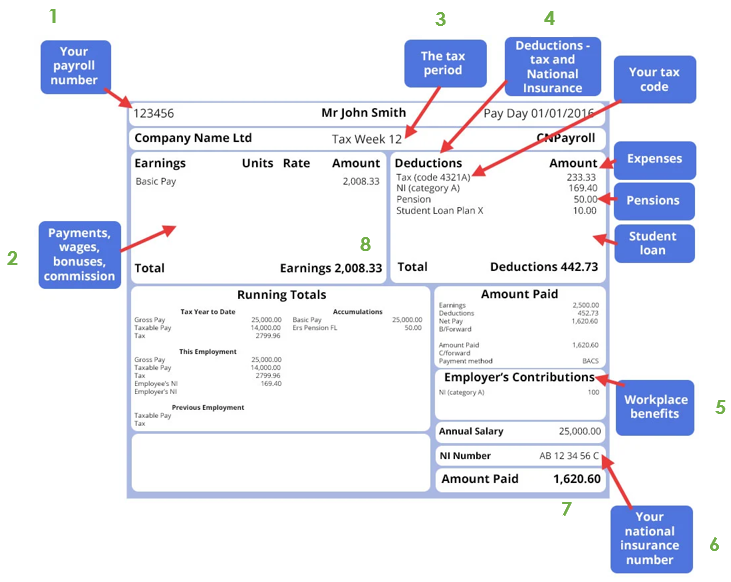 1
3
4
Your
payroll
number
The tax
period
Deductions -
tax and
National
Insurance
Your tax
code
123456 Mr John Smith Pay Day 01/01/2016
Company Name Ltd Tax Week 12 CNPayroll
Earnings Units Rate Amount
Basic Pay 2,008.33
Total Earnings 2,008.33
Deductions Amount
Tax (code 4321A) 233.33
NI (category A) 169.40
Pension 50.00
Student Loan Plan X 10.00
Total Deductions 442.73
Expenses
Pensions
Student
loan
2
Payments,
wages,
bonuses,
commission
8
Running Totals
Tax Year to Date
Gross Pay 25,000.00
Taxable Pay 14,000.00
Tax 2799.96
Accumulations
Basic Pay 25,000.00
Ers Pension FL 50.00
This Employment
Gross Pay 25,000.00
Taxable Pay 14,000.00
Tax 2799.96
Employee's NI 169.40
Employer's NI
Previous Employment
Taxable Pay
Tax
Amount Paid
Earnings 2,500.00
Deductions 452,73
Net Pay 1,620.60
B/Forward
Amount Paid 1,620.60
C/forward
Payment method BACS
Employer's Contributions
NI (category A) 100
Workplace
benefits
5
Annual Salary 25,000.00
NI Number AB 12 34 56 C
Amount Paid 1,620.60
7
Your
national
insurance
number
6